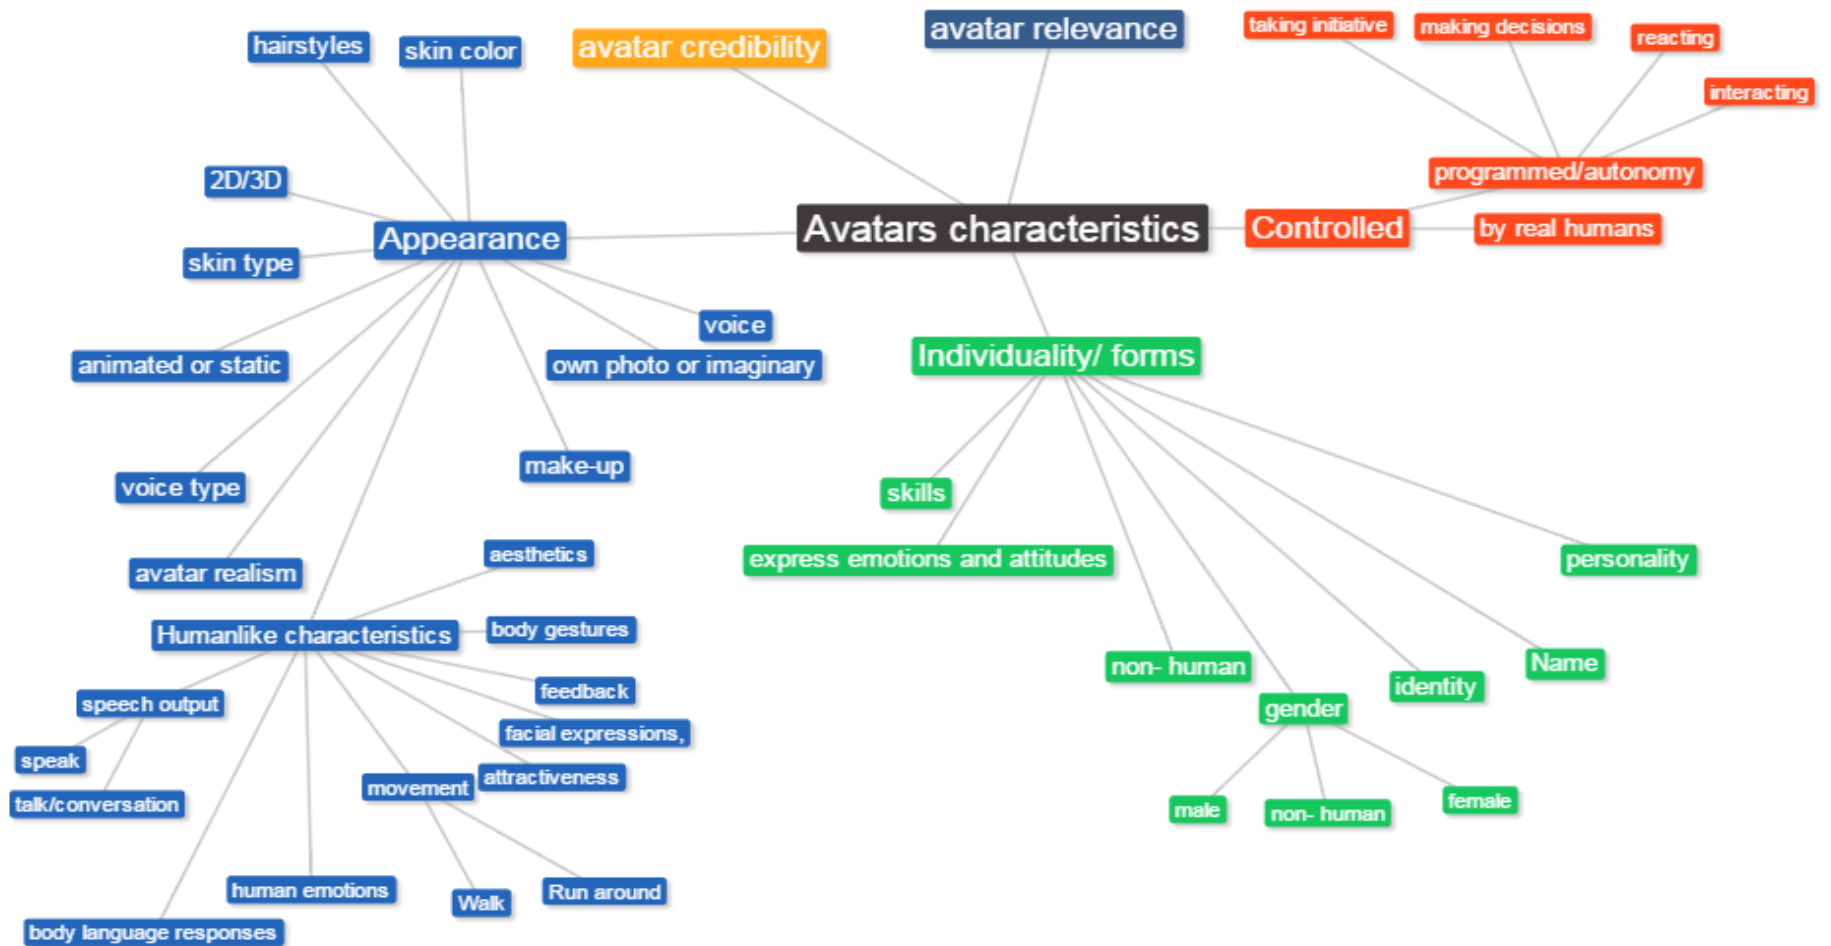 hairstyles
skin color
avatar credibility
avatar relevance
taking initiative
making decisions
reacting
interacting
2D/3D
programmed/autonomy
Appearance
Avatars characteristics
Controlled
by real humans
skin type
voice
animated or static
own photo or imaginary
Individuality/ forms
voice type
make-up
skills
aesthetics
express emotions and attitudes
personality
avatar realism
Humanlike characteristics
body gestures
non- human
Name
identity
feedback
speech output
gender
facial expressions,
speak
attractiveness
movement
talk/conversation
male
non- human
female
human emotions
Walk
Run around
body language responses